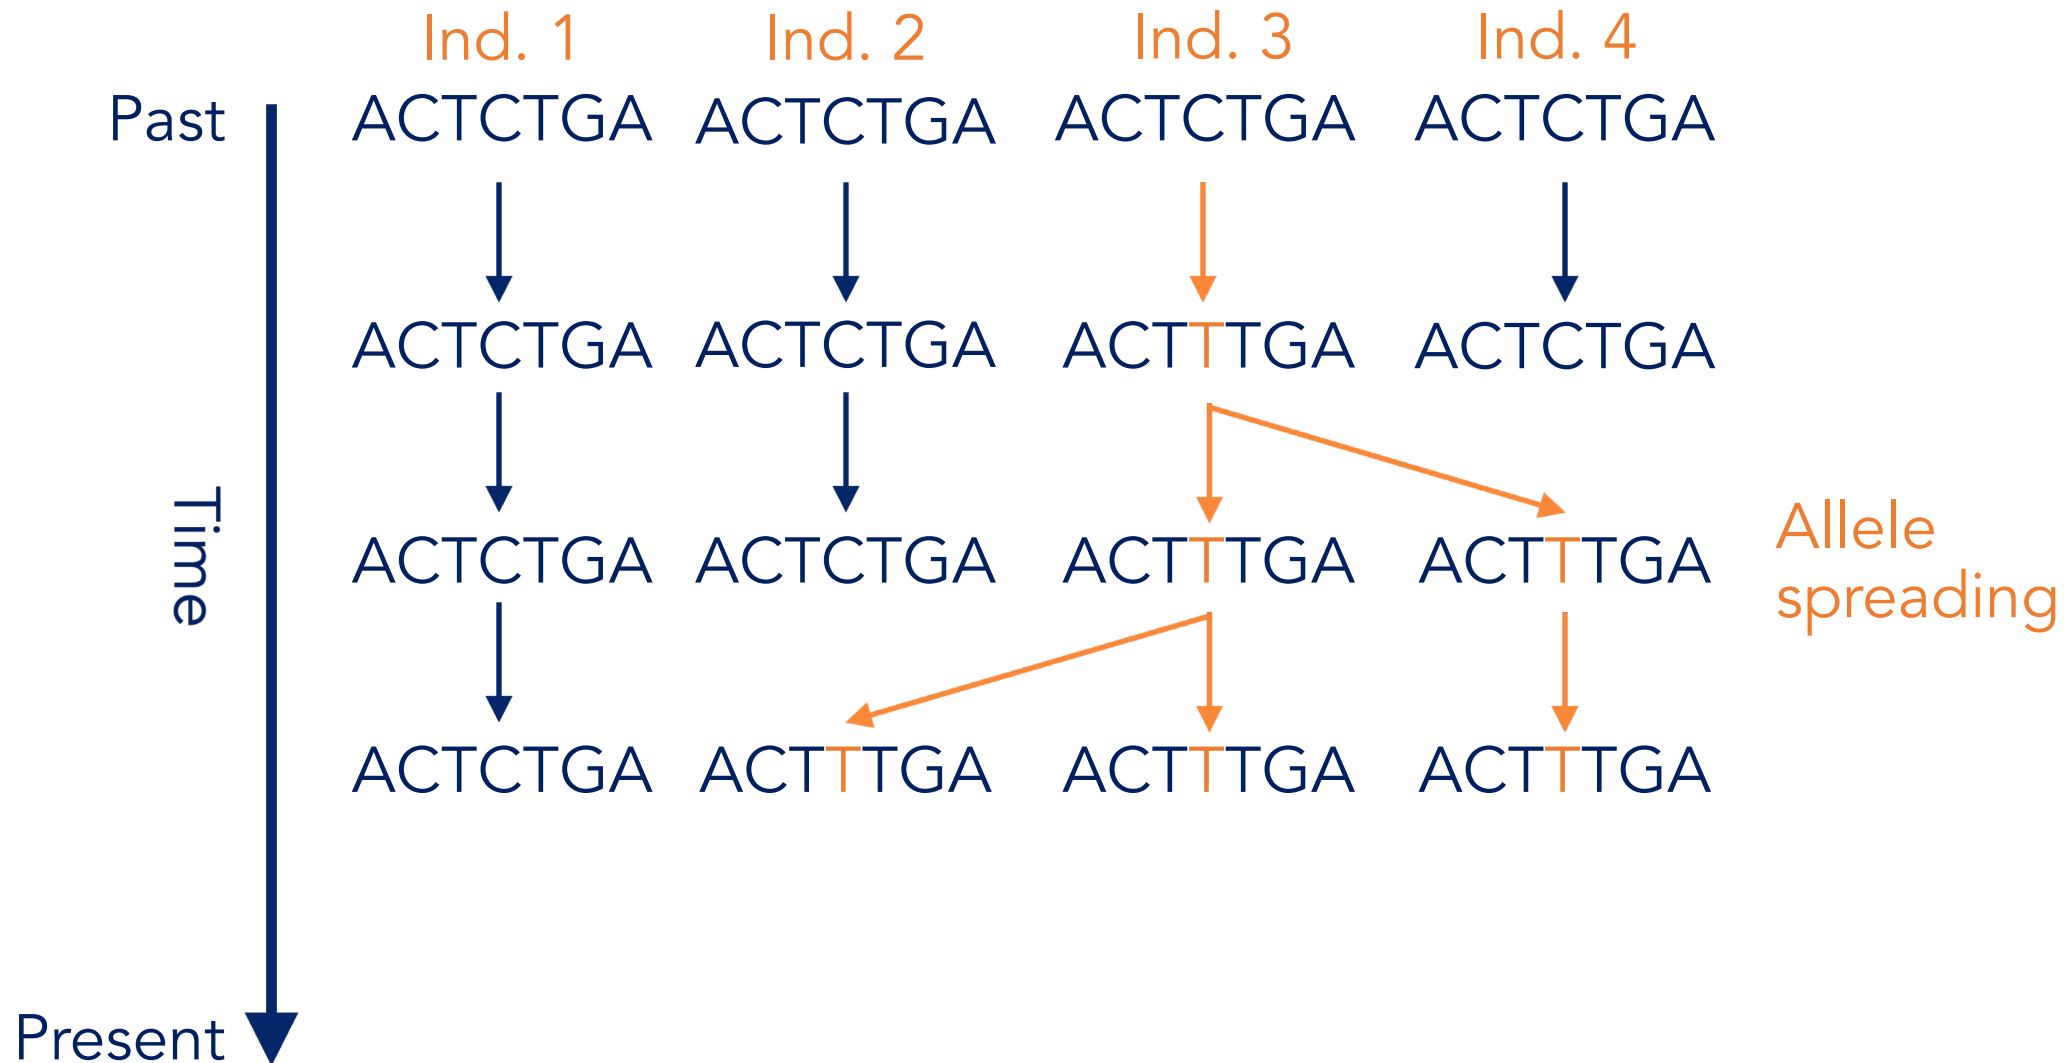 Ind. 1 Ind. 2 Ind. 3 Ind. 4
Past ACTCTGA ACTCTGA ACTCTGA ACTCTGA
ACTCTGA ACTCTGA ACTTTGA ACTCTGA
Time
ACTCTGA ACTCTGA ACTTTGA ACTTTGA
Allele
spreading
ACTCTGA ACTTTGA ACTTTGA ACTTTGA
Present